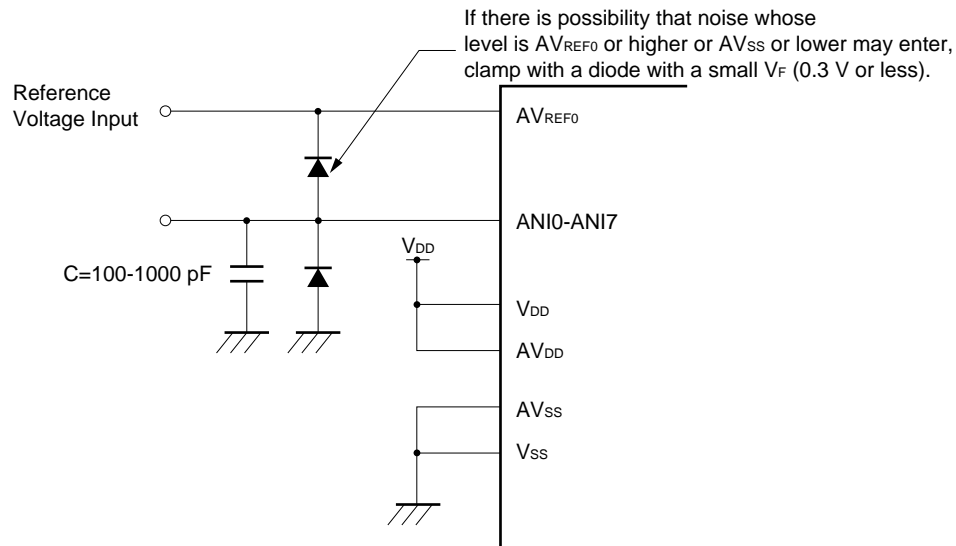 If there is possibility that noise whose
level is AVREF0 or higher or AVSS or lower may enter,
clamp with a diode with a small VF (0.3 V or less).
Reference
Voltage Input
AVREF0
ANI0-ANI7
VDD
C=100-1000 pF
VDD
AVDD
AVSS
VSS